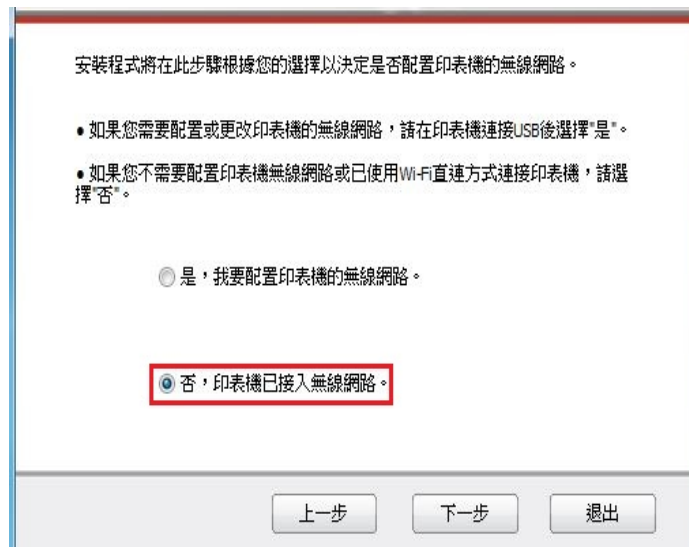 安裝程式將在此步驟根據您的選擇以決定是否配置印表機的無線網路。
● 如果您需要配置或更改印表機的無線網路，請在印表機連接USB後選擇"是"。
● 如果您不需要配置印表機無線網路或已使用Wi-Fi直連方式連接印表機，請選
擇"否"。
是，我要配置印表機的無線網路。
否，印表機已接入無線網路。
上一步 下一步 退出